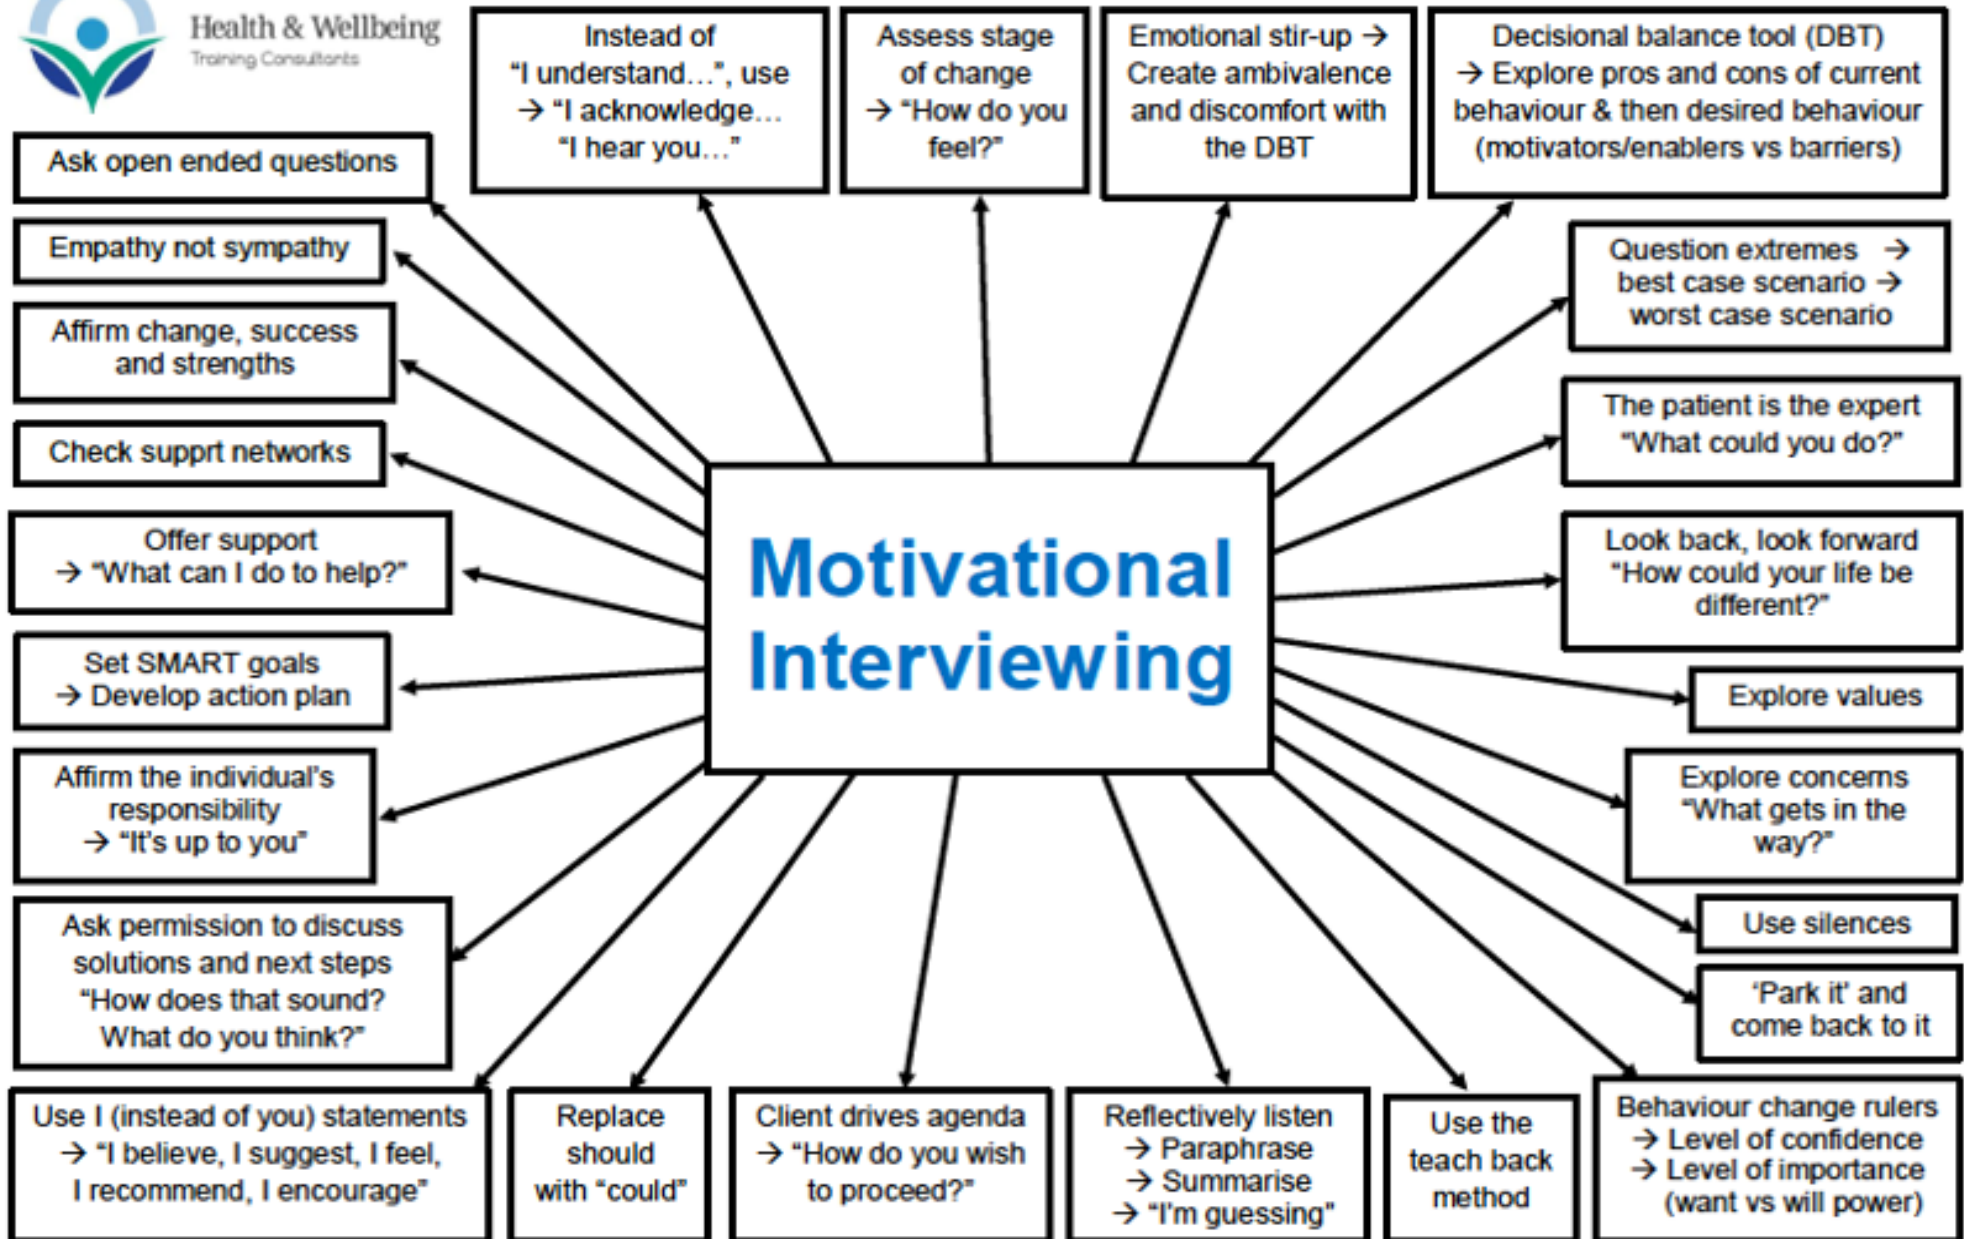 Health & Wellbeing
Training Consultants
Instead of
“I understand…”, use
→ “I acknowledge…
“I hear you…”
Assess stage
of change
→ “How do you
feel?”
Emotional stir-up →
Create ambivalence
and discomfort with
the DBT
Decisional balance tool (DBT)
→ Explore pros and cons of current
behaviour & then desired behaviour
(motivators/enablers vs barriers)
Ask open ended questions
Empathy not sympathy
Affirm change, success
and strengths
Check supprt networks
Offer support
→ “What can I do to help?”
Set SMART goals
→ Develop action plan
Affirm the individual's
responsibility
→ “It’s up to you”
Ask permission to discuss
solutions and next steps
“How does that sound?
What do you think?”
Motivational
Interviewing
Question extremes →
best case scenario →
worst case scenario
The patient is the expert
“What could you do?”
Look back, look forward
“How could your life be
different?”
Explore values
Explore concerns
“What gets in the
way?”
Use silences
‘Park it’ and
come back to it
Use I (instead of you) statements
→ “I believe, I suggest, I feel,
I recommend, I encourage”
Replace
should
with “could”
Client drives agenda
→ “How do you wish
to proceed?”
Reflectively listen
→ Paraphrase
→ Summarise
→ “I'm guessing”
Use the
teach back
method
Behaviour change rulers
→ Level of confidence
→ Level of importance
(want vs will power)